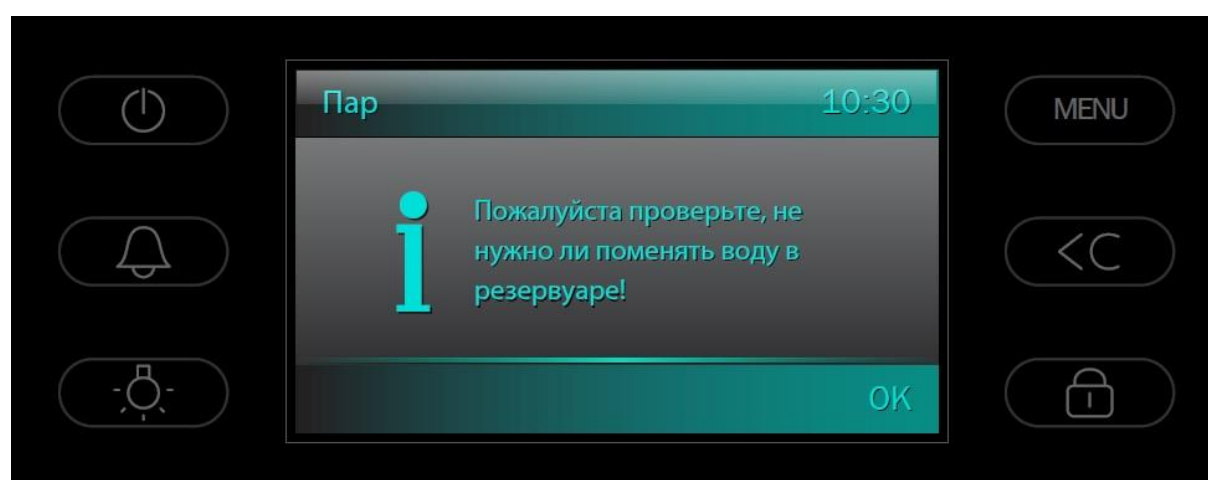 Пар 10:30
MENU
Пожалуйста проверьте, не
нужно ли поменять воду в
резервуаре!
<C
OK